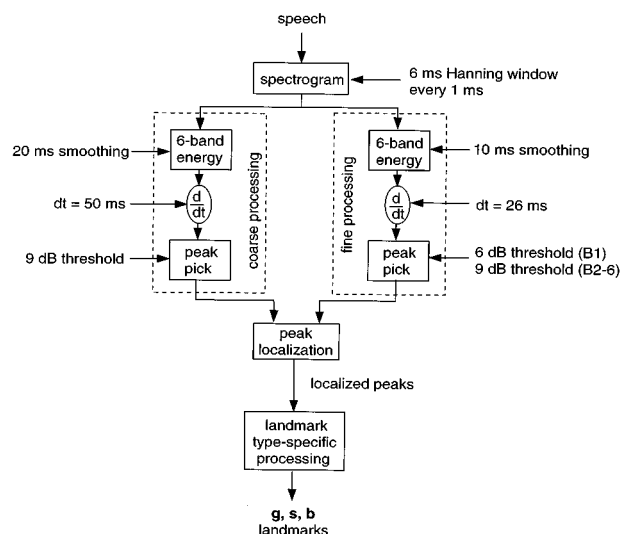 speech
spectrogram
6 ms Hanning window
every 1 ms
20 ms smoothing
6-band
energy
dt = 50 ms
d
dt
9 dB threshold
peak
pick
coarse processing
fine processing
6-band
energy
10 ms smoothing
d
dt
dt = 26 ms
peak
pick
6 dB threshold (B1)
9 dB threshold (B2-6)
peak
localization
localized peaks
landmark
type-specific
processing
g, s, b
landmarks